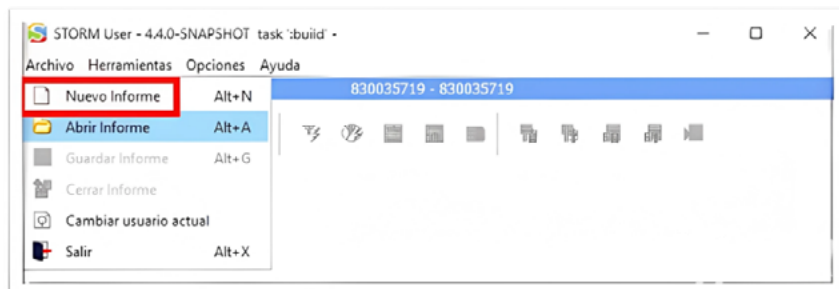 STORM User - 4.4.0-SNAPSHOT task ':build' -
Archivo Herramientas Opciones Ayuda
830035719 - 830035719
Nuevo Informe Alt+N
Abrir Informe Alt+A
Guardar Informe Alt+G
Cerrar Informe
Cambiar usuario actual
Salir Alt+X